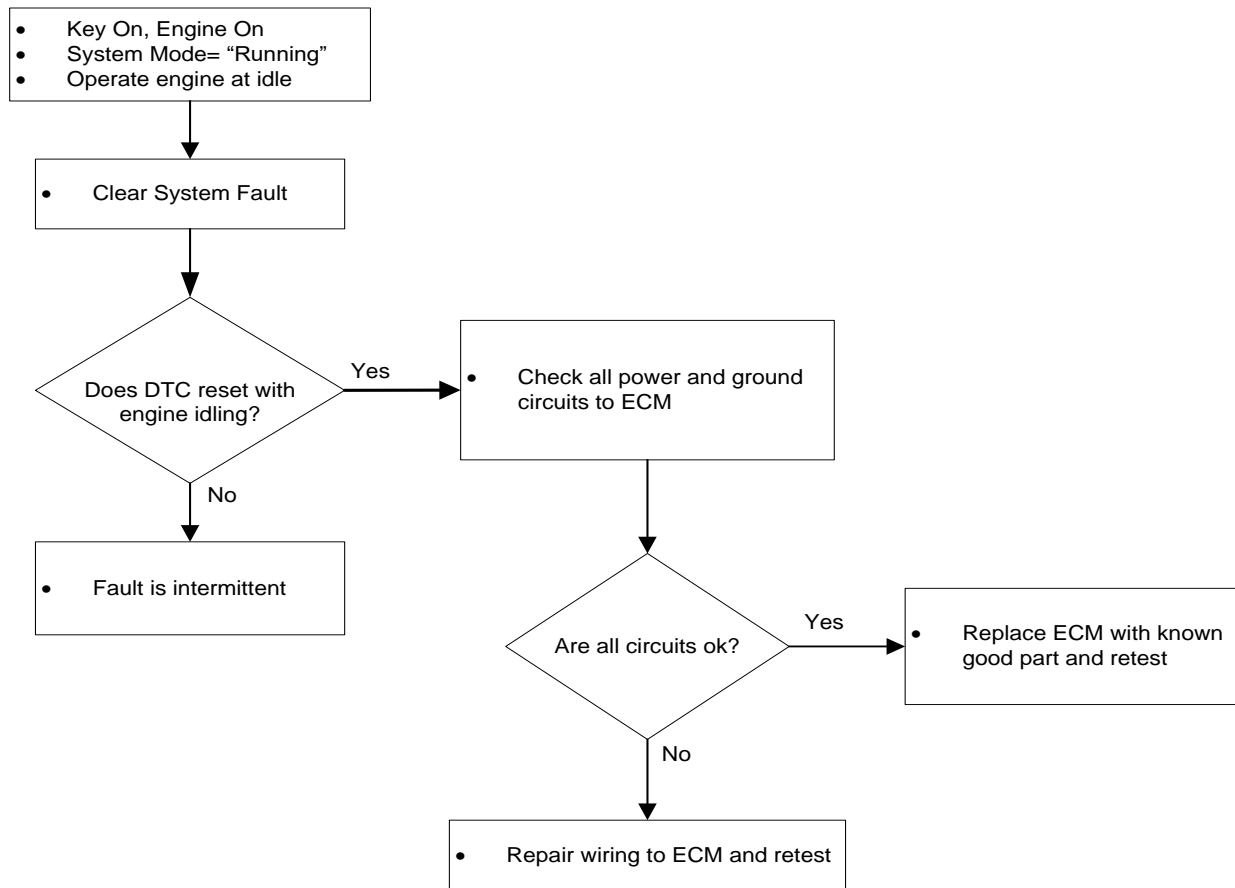 • Key On, Engine On
• System Mode= “Running”
• Operate engine at idle
• Clear System Fault
Does DTC reset with
engine idling?
Yes
• Check all power and ground
circuits to ECM
No
• Fault is intermittent
Are all circuits ok?
Yes
• Replace ECM with known
good part and retest
No
• Repair wiring to ECM and retest